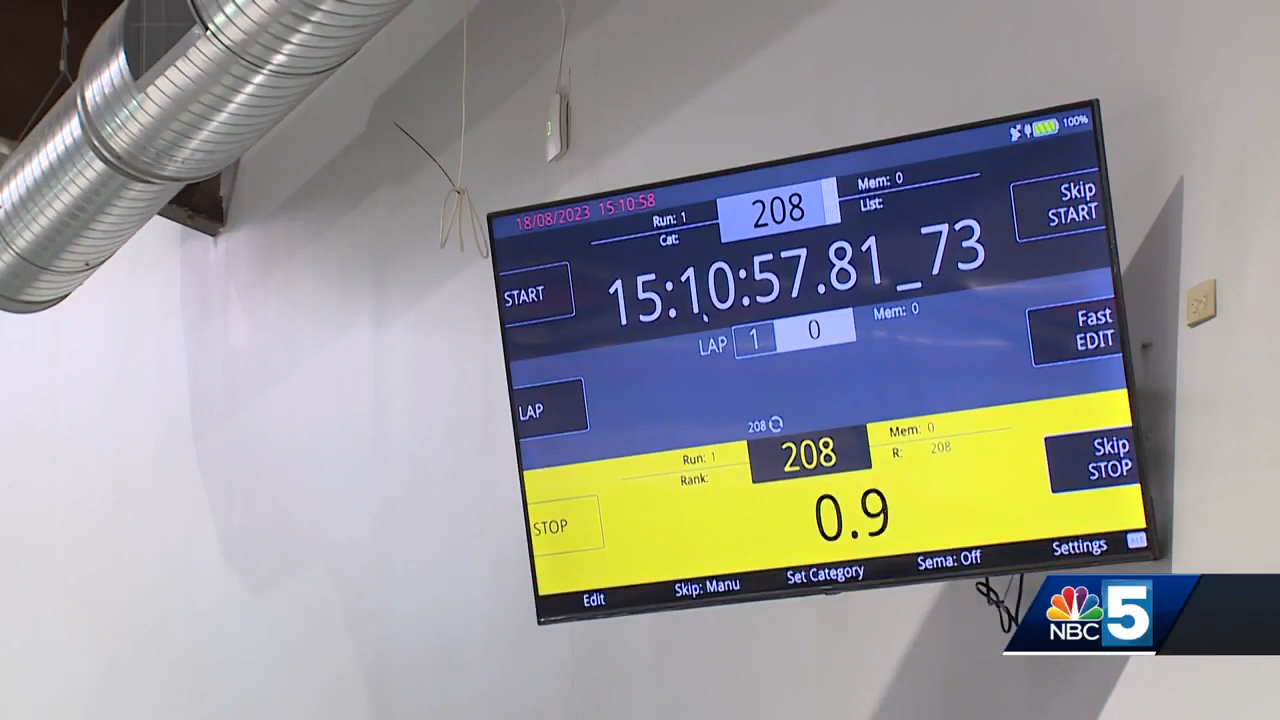 100%
18/08/2023 15:10:58
Run: 1
208
Mem: 0
Cat:
List:
Skip
START
START
15:10:57.81_73
LAP 1 0
Mem: 0
Fast
EDIT
LAP
208
Run: 1
208
Mem: 0
Rank:
R: 208
Skip
STOP
STOP
0.9
Edit
Skip: Manu
Set Category
Sema: Off
Settings
NBC 5